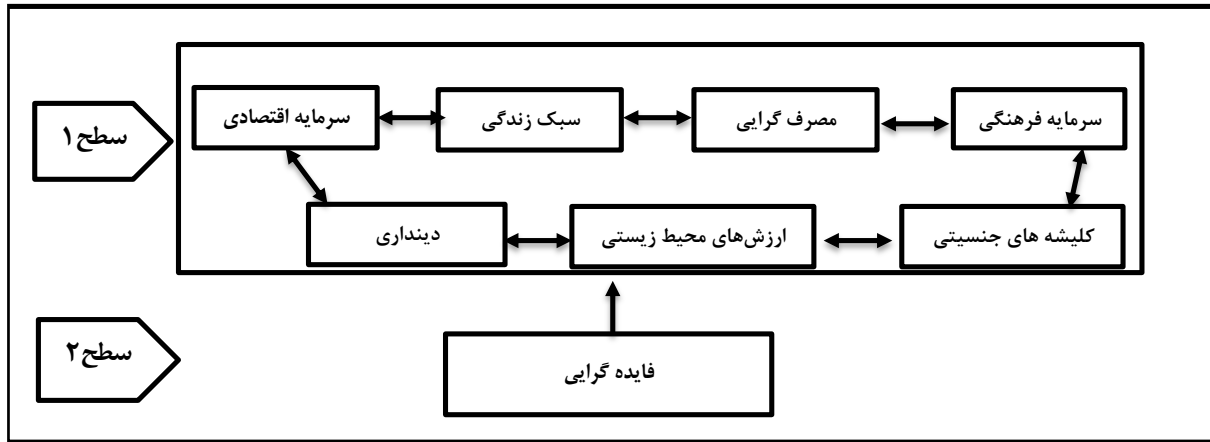 سطح۱
سرمایه فرهنگی
مصرف گرایی
سبک زندگی
سرمایه اقتصادی
کلیشه های جنسیتی
ارزش‌های محیط زیستی
دینداری
سطح۲
فایده گرایی